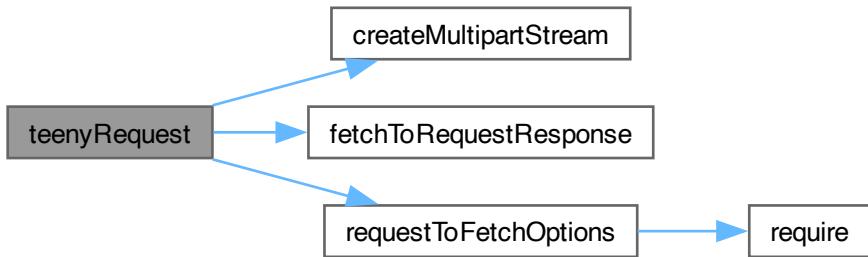 createMultipartStream
teenyRequest
fetchToRequestResponse
requestToFetchOptions
require